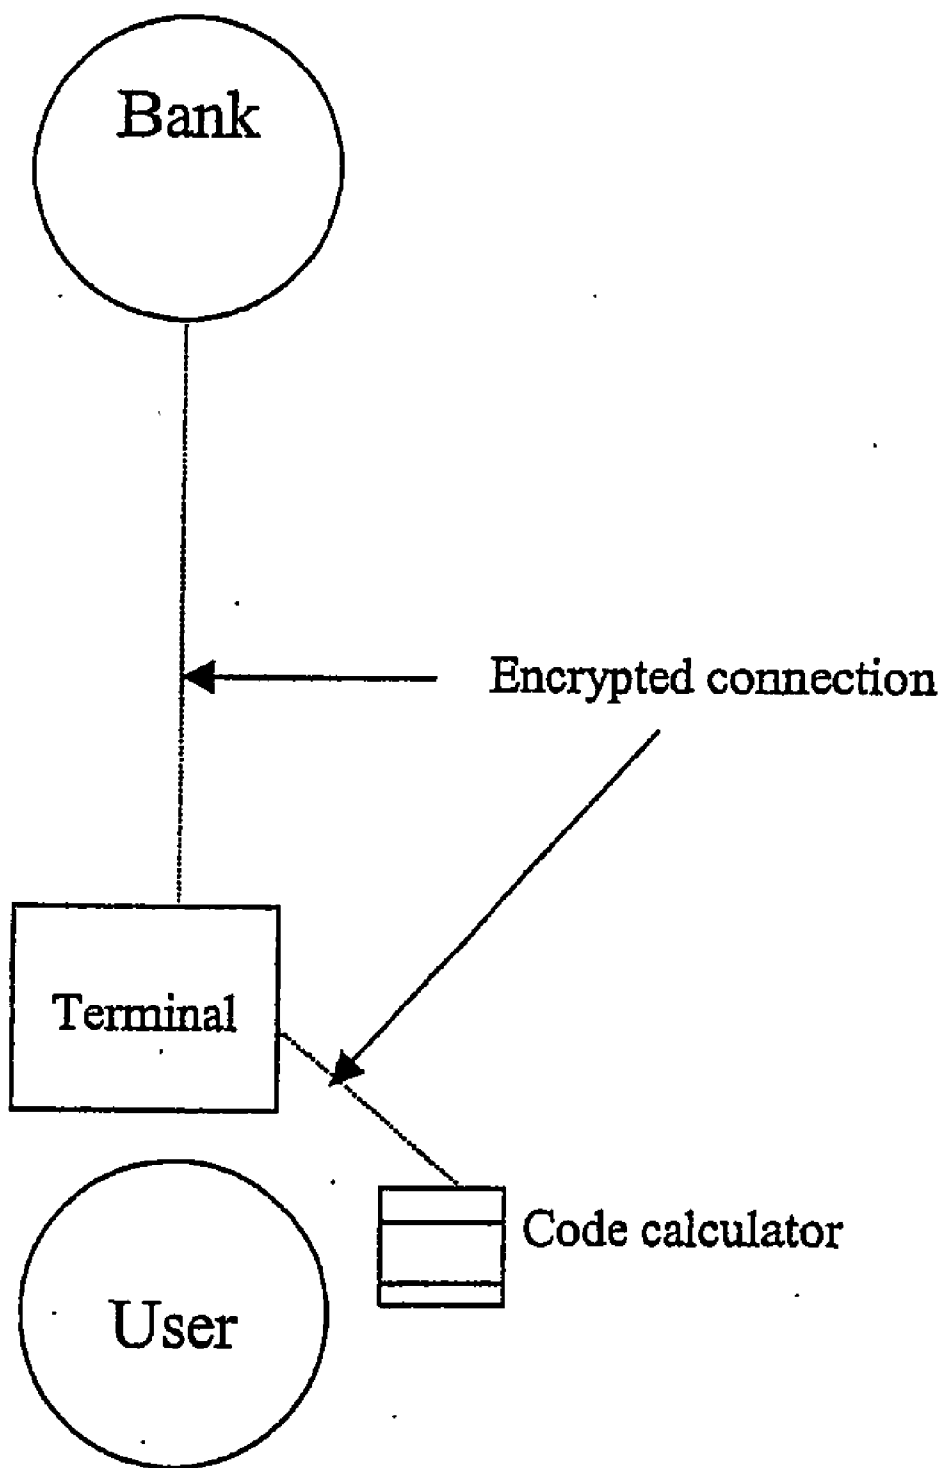 Bank
Encrypted connection
Terminal
Code calculator
User